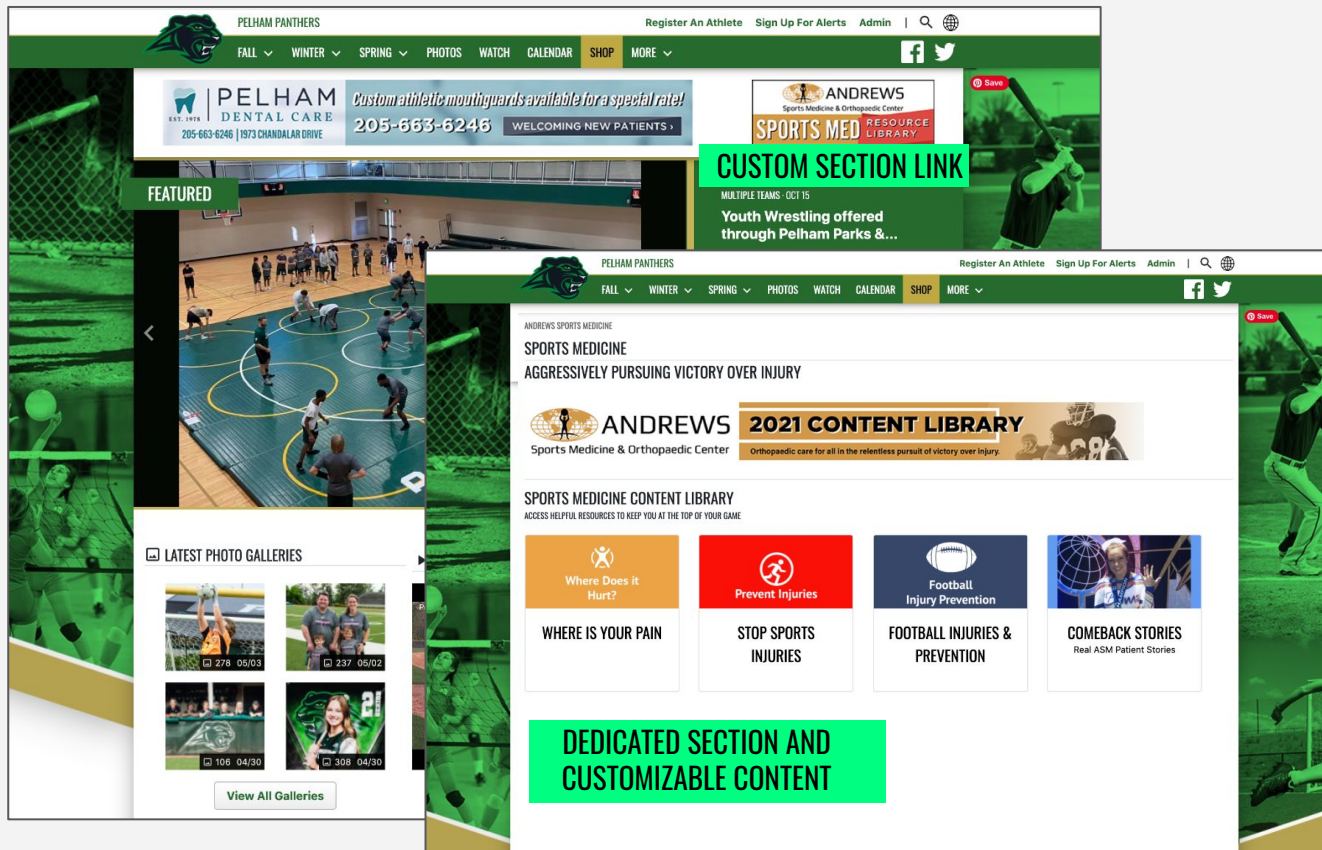 PELHAM PANTHERS
Register An Athlete Sign Up For Alerts Admin |
FALL WINTER SPRING PHOTOS WATCH CALENDAR SHOP MORE
PELHAM
DENTAL CARE
EST. 1978
205-663-6246 | 1973 CHANDALAR DRIVE
Custom athletic mouthguards available for a special rate!
205-663-6246 WELCOMING NEW PATIENTS ›
ANDREWS
Sports Medicine & Orthopaedic Center
SPORTS MED RESOURCE LIBRARY
Save
CUSTOM SECTION LINK
FEATURED
MULTIPLE TEAMS - OCT 15
Youth Wrestling offered
through Pelham Parks &...
LATEST PHOTO GALLERIES
278 05/03
237 05/02
106 04/30
308 04/30
View All Galleries
PELHAM PANTHERS
Register An Athlete Sign Up For Alerts Admin |
FALL WINTER SPRING PHOTOS WATCH CALENDAR SHOP MORE
Save
ANDREWS SPORTS MEDICINE
SPORTS MEDICINE
AGGRESSIVELY PURSUING VICTORY OVER INJURY
ANDREWS
Sports Medicine & Orthopaedic Center
2021 CONTENT LIBRARY
Orthopaedic care for all in the relentless pursuit of victory over injury.
SPORTS MEDICINE CONTENT LIBRARY
ACCESS HELPFUL RESOURCES TO KEEP YOU AT THE TOP OF YOUR GAME
Where Does it
Hurt?
WHERE IS YOUR PAIN
Prevent Injuries
STOP SPORTS
INJURIES
Football
Injury Prevention
FOOTBALL INJURIES &
PREVENTION
COMEBACK STORIES
Real ASM Patient Stories
DEDICATED SECTION AND
CUSTOMIZABLE CONTENT